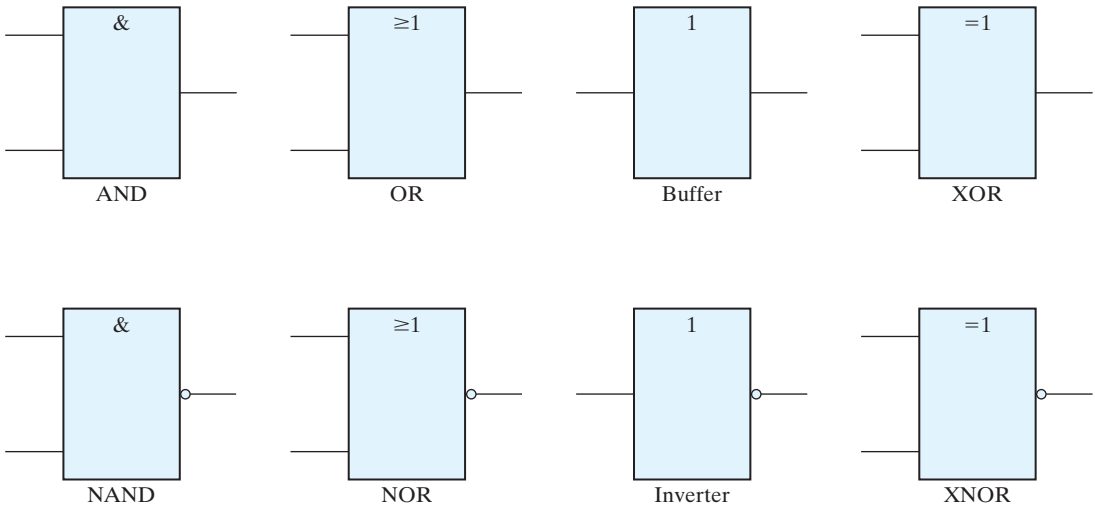 & ≥1 1 =1
AND OR Buffer XOR
& ≥1 1 =1
NAND NOR Inverter XNOR